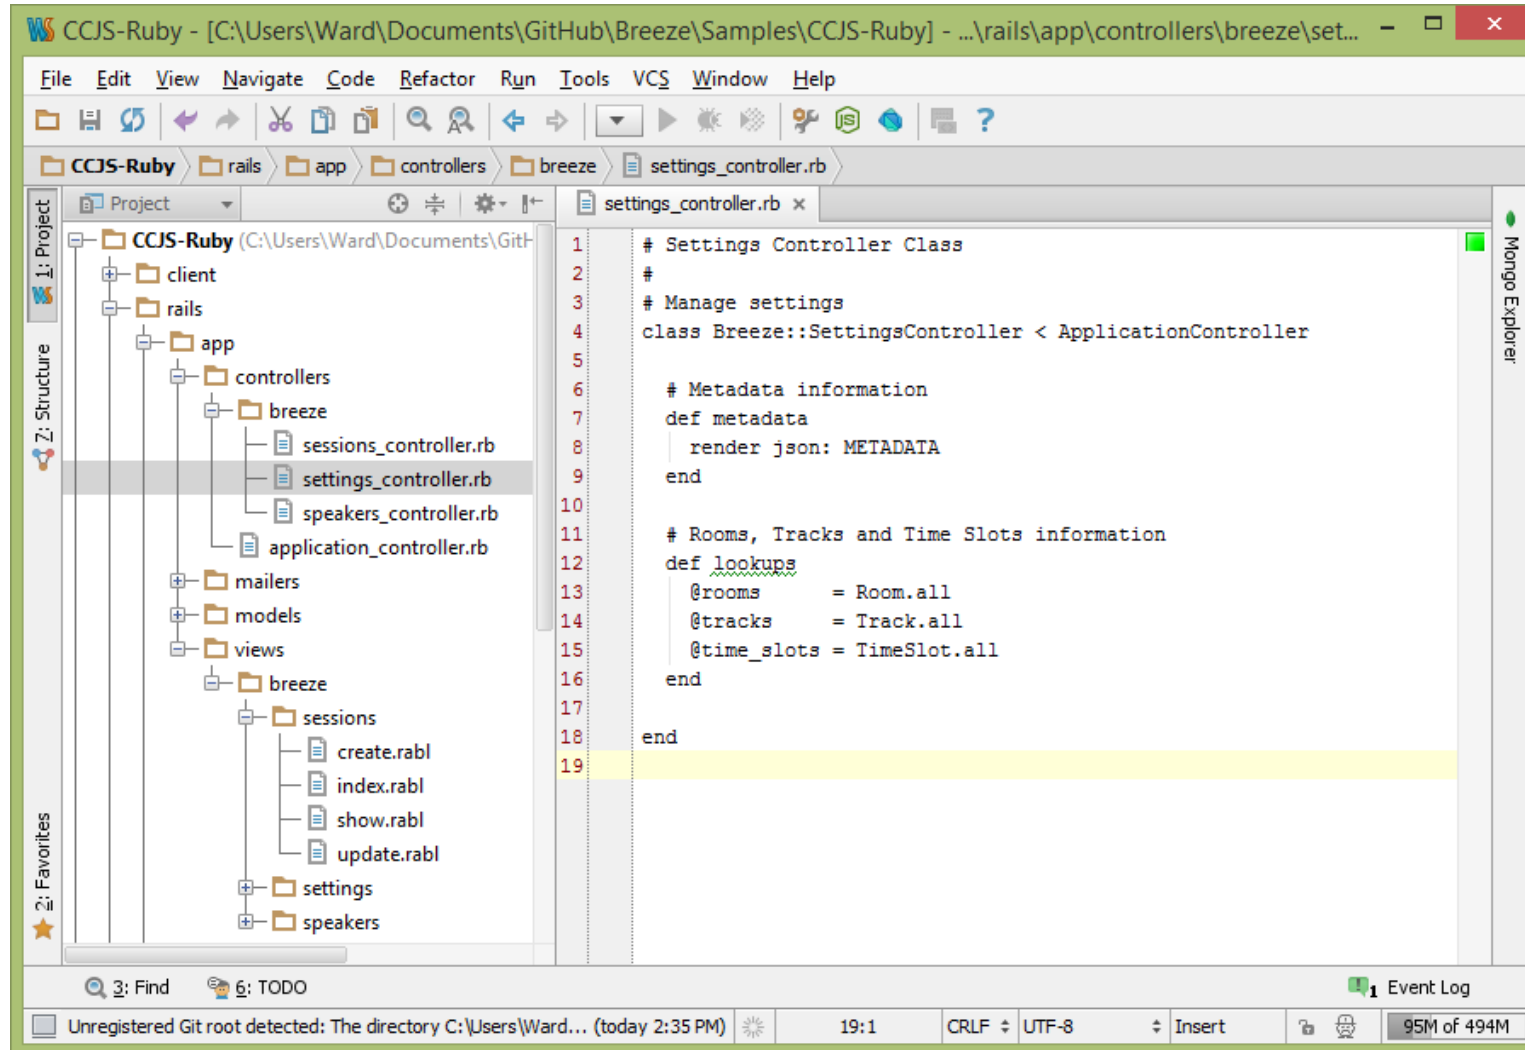 CCJS-Ruby - [C:\Users\Ward\Documents\GitHub\Breeze\Samples\CCJS-Ruby] - ...\rails\app\controllers\breeze\set...
File Edit View Navigate Code Refactor Run Tools VCS Window Help
CCJS-Ruby rails app controllers breeze settings_controller.rb
1: Project
Z: Structure
2: Favorites
Project
CCJS-Ruby (C:\Users\Ward\Documents\GitH
client
rails
app
controllers
breeze
sessions_controller.rb
settings_controller.rb
speakers_controller.rb
application_controller.rb
mailers
models
views
breeze
sessions
create.rabl
index.rabl
show.rabl
update.rabl
settings
speakers
settings_controller.rb
1 # Settings Controller Class
2 #
3 # Manage settings
4 class Breeze::SettingsController < ApplicationController
5
6 # Metadata information
7 def metadata
8 render json: METADATA
9 end
10
11 # Rooms, Tracks and Time Slots information
12 def lookups
13 @rooms = Room.all
14 @tracks = Track.all
15 @time_slots = TimeSlot.all
16 end
17
18 end
19
Mongo Explorer
3: Find 6: TODO 1 Event Log
Unregistered Git root detected: The directory C:\Users\Ward... (today 2:35 PM) 19:1 CRLF UTF-8 Insert 95M of 494M